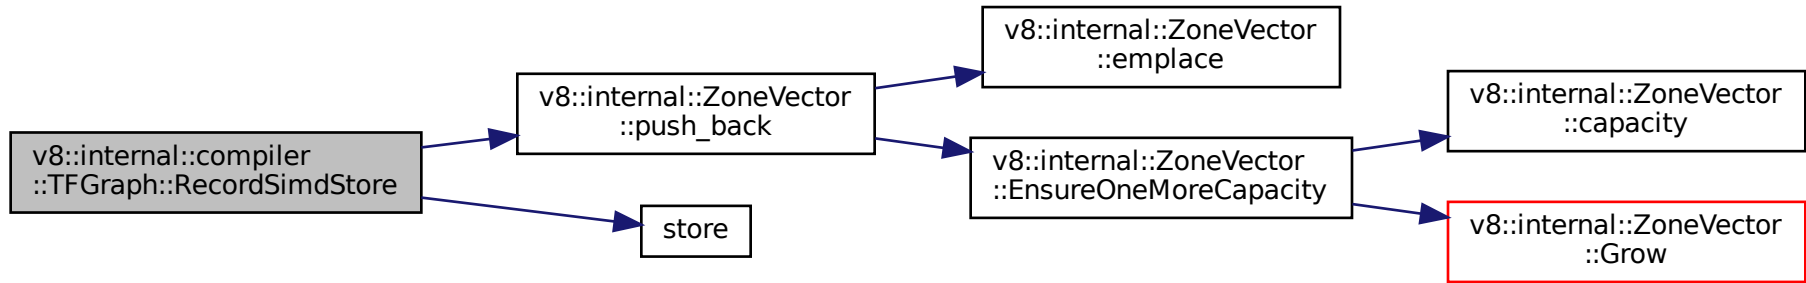 v8::internal::compiler
::TFGraph::RecordSimdStore
v8::internal::ZoneVector
::push_back
store
v8::internal::ZoneVector
::emplace
v8::internal::ZoneVector
::EnsureOneMoreCapacity
v8::internal::ZoneVector
::capacity
v8::internal::ZoneVector
::Grow